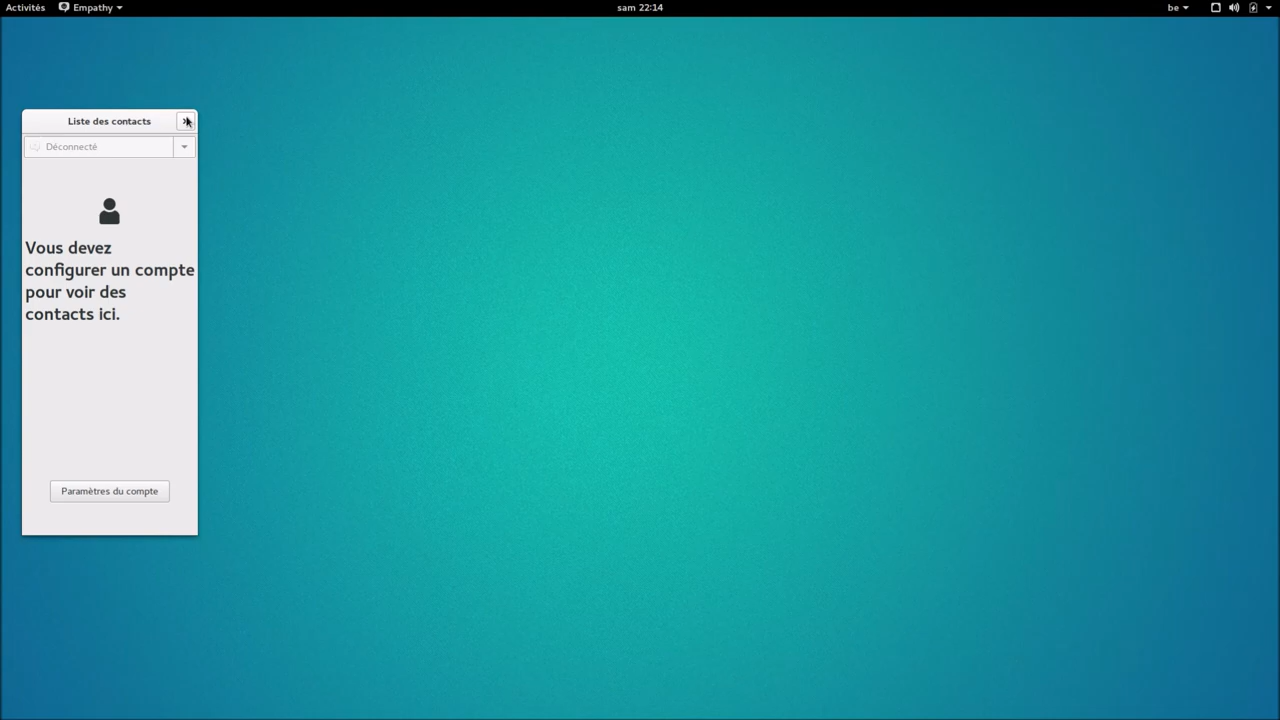 Activités Empathy sam 22:14 be
Liste des contacts
Déconnecté
Vous devez
configurer un compte
pour voir des
contacts ici.
Paramètres du compte